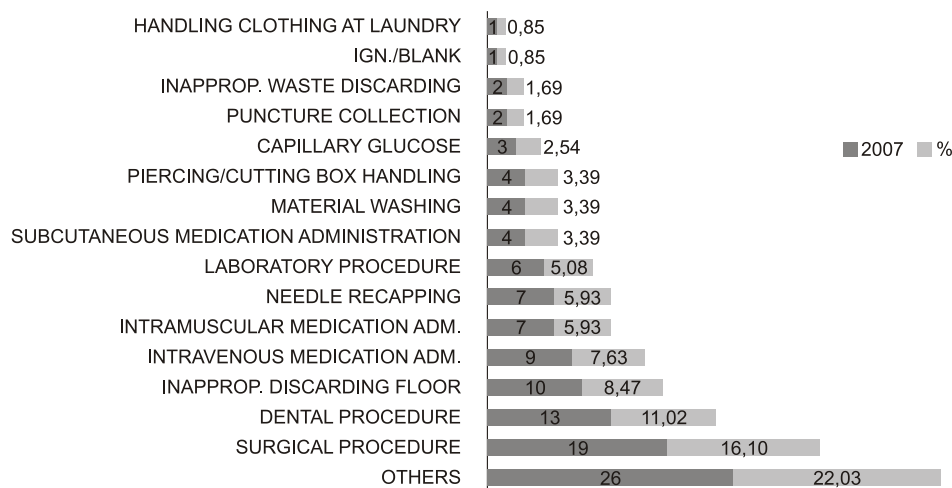 HANDLING CLOTHING AT LAUNDRY 1 0,85
IGN./BLANK 1 0,85
INAPPROP. WASTE DISCARDING 2 1,69
PUNCTURE COLLECTION 2 1,69
CAPILLARY GLUCOSE 3 2,54
2007 %
PIERCING/CUTTING BOX HANDLING 4 3,39
MATERIAL WASHING 4 3,39
SUBCUTANEOUS MEDICATION ADMINISTRATION 4 3,39
LABORATORY PROCEDURE 6 5,08
NEEDLE RECAPPING 7 5,93
INTRAMUSCULAR MEDICATION ADM. 7 5,93
INTRAVENOUS MEDICATION ADM. 9 7,63
INAPPROP. DISCARDING FLOOR 10 8,47
DENTAL PROCEDURE 13 11,02
SURGICAL PROCEDURE 19 16,10
OTHERS 26 22,03